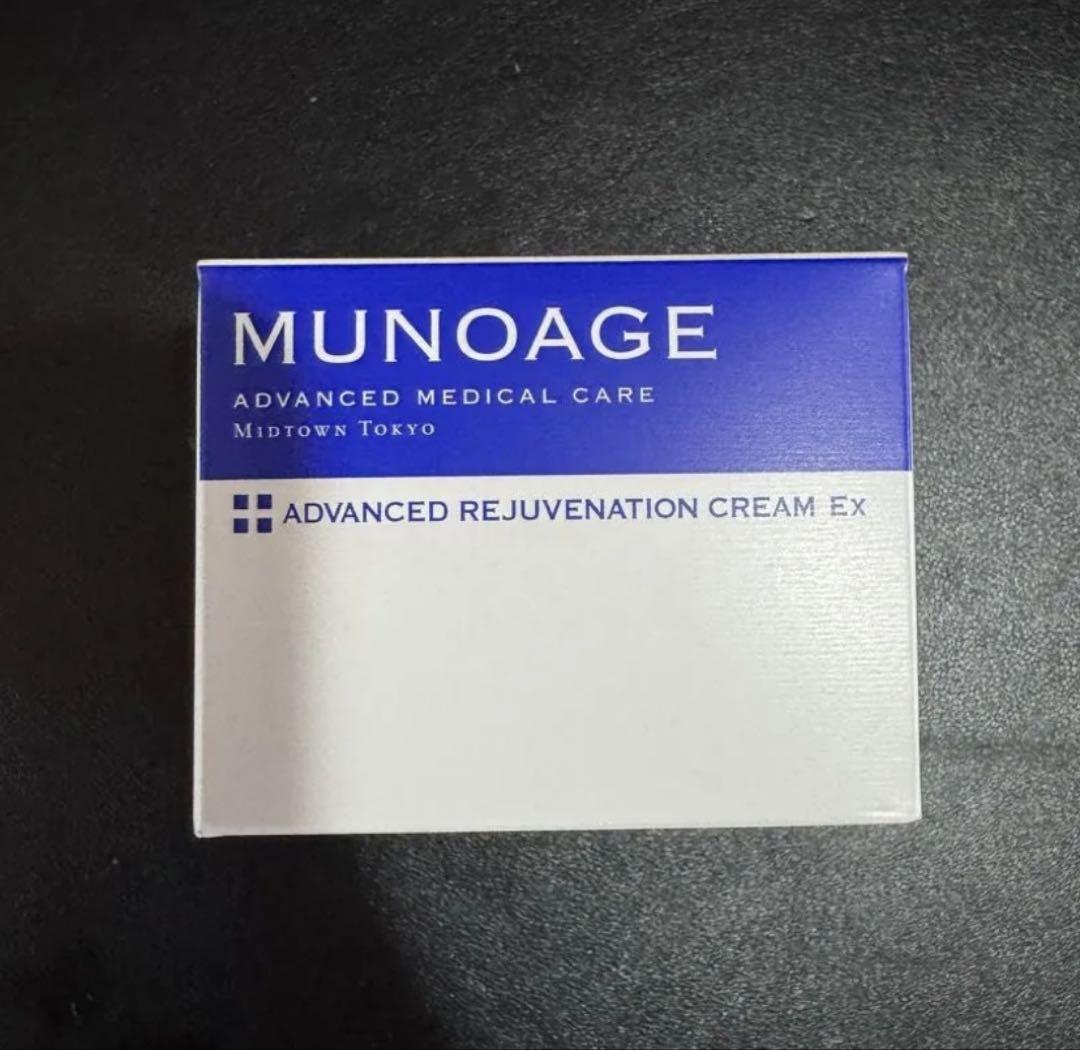 MUNOAGE
ADVANCED MEDICAL CARE
MIDTOWN TOKYO
ADVANCED REJUVENATION CREAM EX